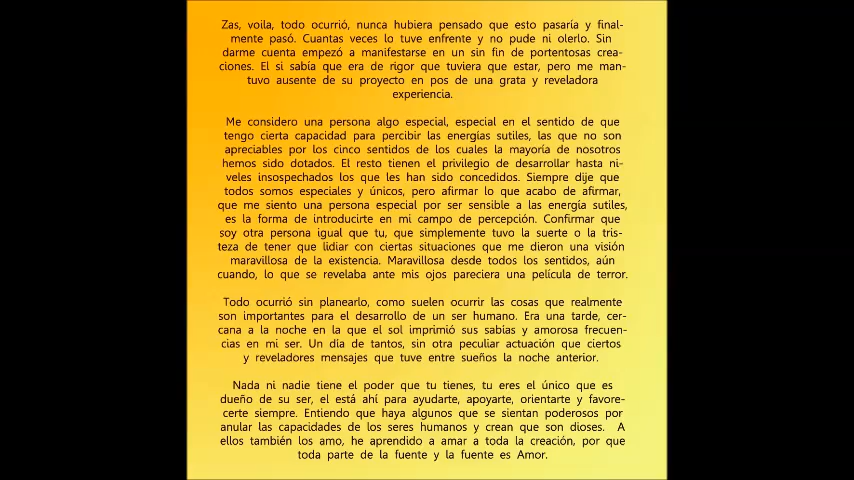 Zas, voila, todo ocurrió, nunca hubiera pensado que esto pasaría y final-
mente pasó. Cuantas veces lo tuve enfrente y no pude ni olerlo. Sin
darme cuenta empezó a manifestarse en un sin fin de portentosas crea-
ciones. El si sabía que era de rigor que tuviera que estar, pero me man-
tuvo ausente de su proyecto en pos de una grata y reveladora
experiencia.
Me considero una persona algo especial, especial en el sentido de que
tengo cierta capacidad para percibir las energías sutiles, las que no son
apreciables por los cinco sentidos de los cuales la mayoría de nosotros
hemos sido dotados. El resto tienen el privilegio de desarrollar hasta ni-
veles insospechados los que les han sido concedidos. Siempre dije que
todos somos especiales y únicos, pero afirmar lo que acabo de afirmar,
que me siento una persona especial por ser sensible a las energía sutiles,
es la forma de introducirte en mi campo de percepción. Confirmar que
soy otra persona igual que tu, que simplemente tuvo la suerte o la tris-
teza de tener que lidiar con ciertas situaciones que me dieron una visión
maravillosa de la existencia. Maravillosa desde todos los sentidos, aún
cuando, lo que se revelaba ante mis ojos pareciera una película de terror.
Todo ocurrió sin planearlo, como suelen ocurrir las cosas que realmente
son importantes para el desarrollo de un ser humano. Era una tarde, cer-
cana a la noche en la que el sol imprimió sus sabias y amorosa frecuen-
cias en mi ser. Un día de tantos, sin otra peculiar actuación que ciertos
y reveladores mensajes que tuve entre sueños la noche anterior.
Nada ni nadie tiene el poder que tu tienes, tu eres el único que es
dueño de su ser, el está ahí para ayudarte, apoyarte, orientarte y favore-
certe siempre. Entiendo que haya algunos que se sientan poderosos por
anular las capacidades de los seres humanos y crean que son dioses. A
ellos también los amo, he aprendido a amar a toda la creación, por que
toda parte de la fuente y la fuente es Amor.